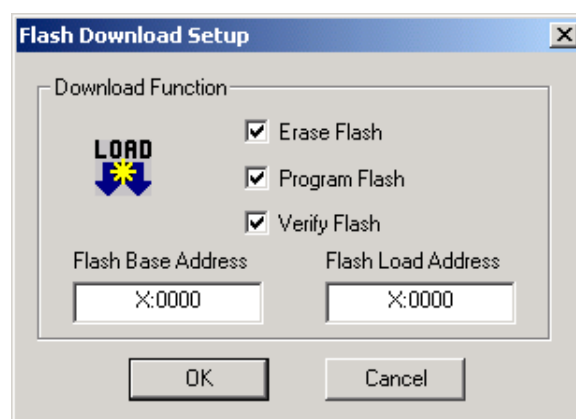 Flash Download Setup
Download Function
LOAD
Erase Flash
Program Flash
Verify Flash
Flash Base Address
Flash Load Address
X:0000
X:0000
OK
Cancel